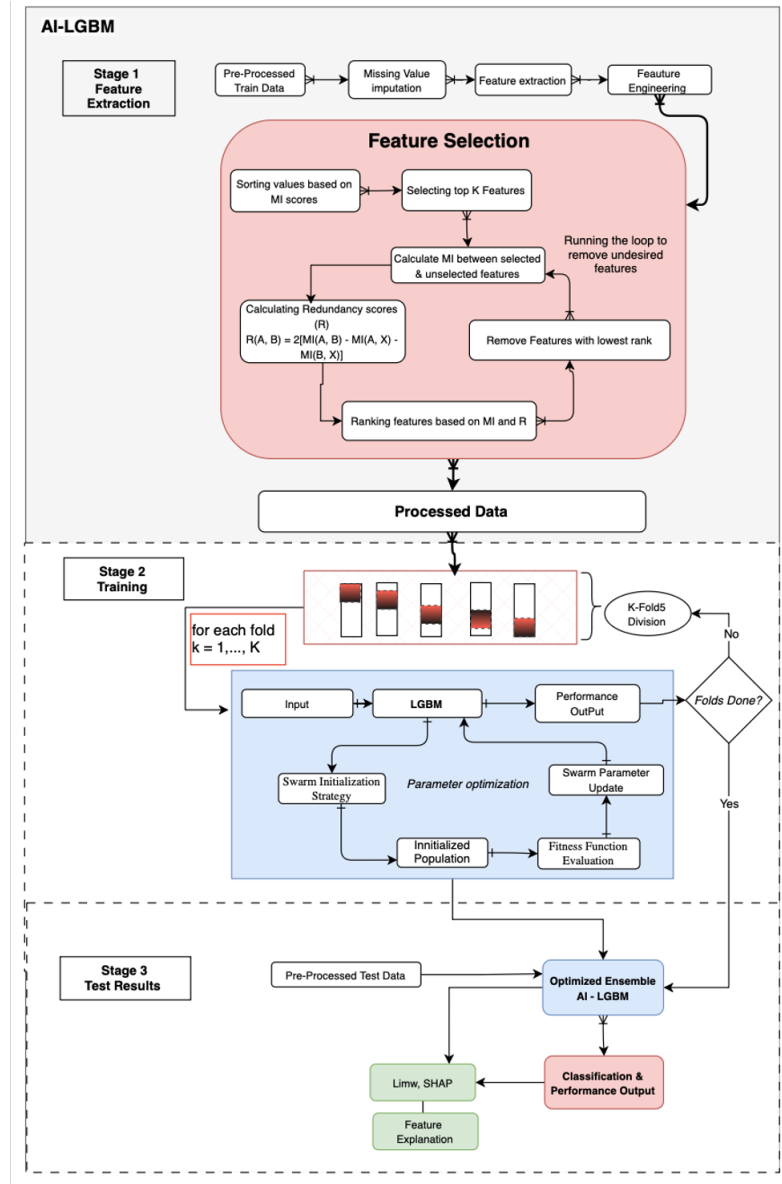 AI-LGBM
Stage 1
Feature
Extraction
Pre-Processed
Train Data
Missing Value
imputation
Feature extraction
Feauture
Engineering
Feature Selection
Sorting values based on
MI scores
Selecting top K Features
Running the loop to
remove undesired
features
Calculate MI between selected
& unselected features
Calculating Redundancy scores
(R)
R(A, B) = 2[MI(A, B) - MI(A, X) -
MI(B, X)]
Remove Features with lowest rank
Ranking features based on MI and R
Processed Data
Stage 2
Training
K-Fold5
Division
for each fold
k = 1,..., K
No
Input
LGBM
Performance
OutPut
Folds Done?
Swarm Initialization
Strategy
Parameter optimization
Swarm Parameter
Update
Yes
Innitialized
Population
Fitness Function
Evaluation
Stage 3
Test Results
Pre-Processed Test Data
Optimized Ensemble
AI - LGBM
Limw, SHAP
Classification &
Performance Output
Feature
Explanation